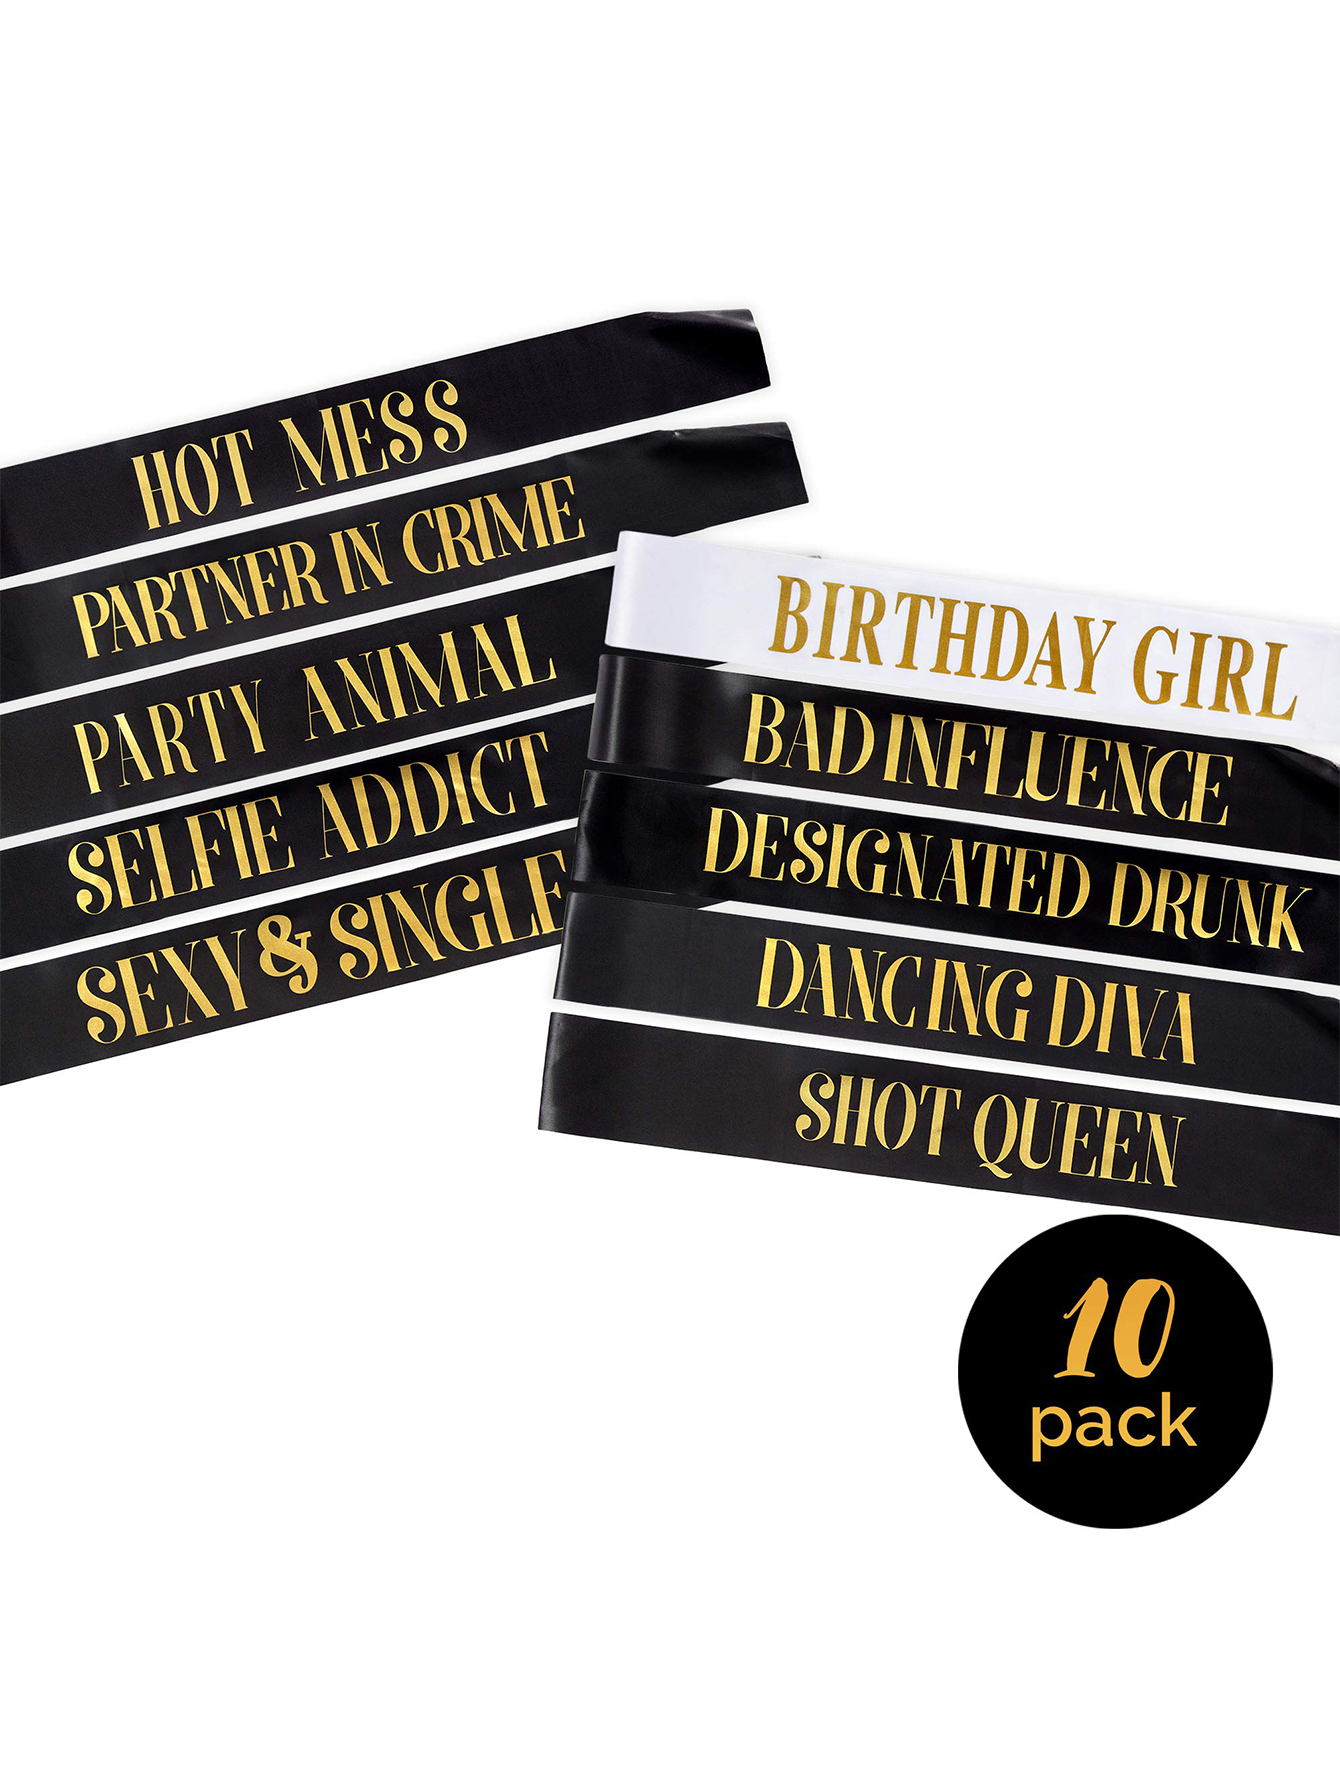 HOT MESS
PARTNER IN CRIME
PARTY ANIMAL
SELFIE ADDICT
SEXY & SINGLE
BIRTHDAY GIRL
BAD INFLUENCE
DESIGNATED DRUNK
DANCING DIVA
SHOT QUEEN
10
pack